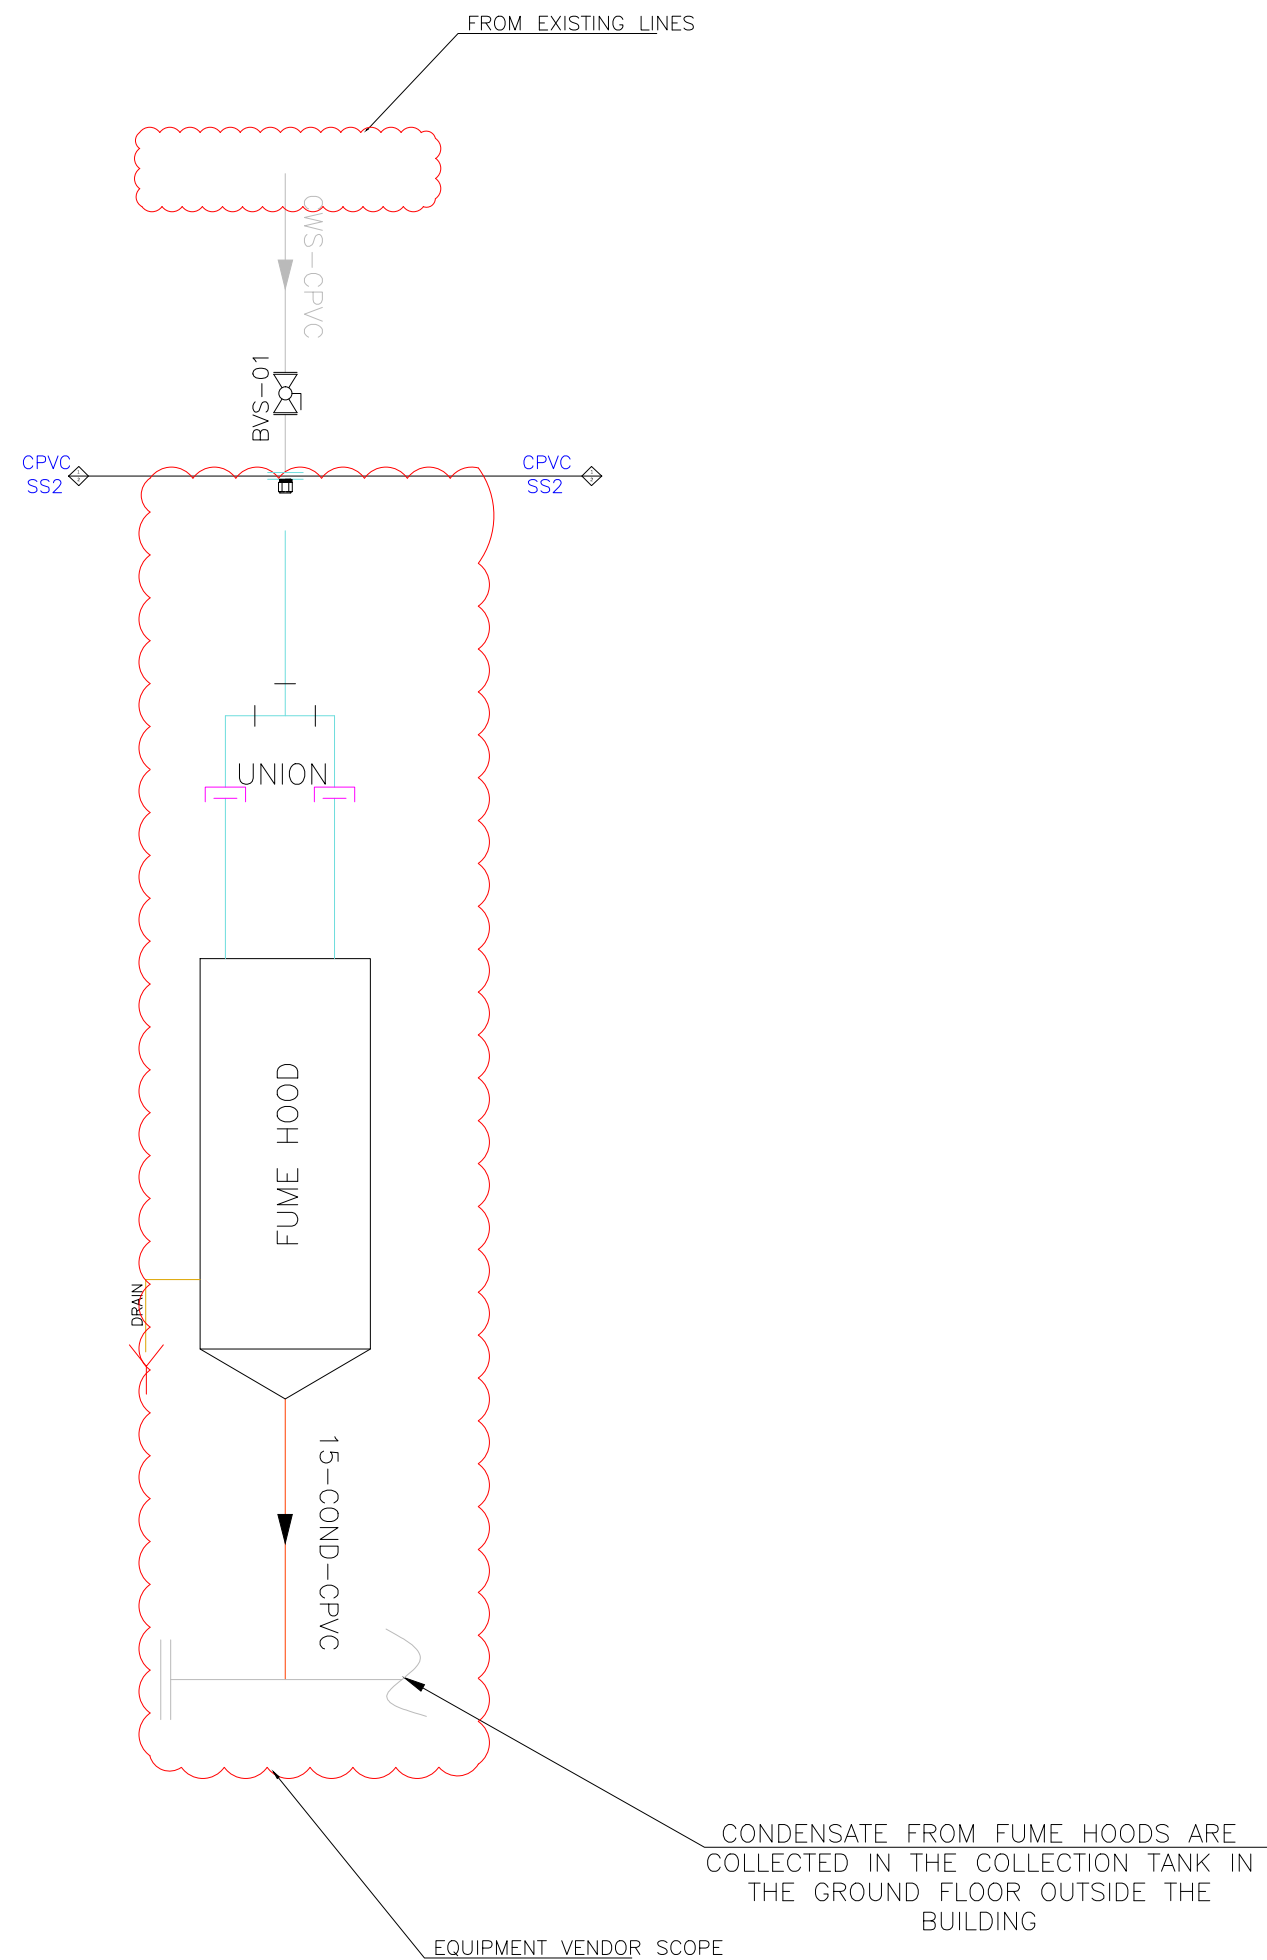 FROM EXISTING LINES
CWS-CPVC
BVS-01
CPVC
SS2
CPVC
SS2
UNION
FUME HOOD
DRAIN
15-COND-CPVC
CONDENSATE FROM FUME HOODS ARE
COLLECTED IN THE COLLECTION TANK IN
THE GROUND FLOOR OUTSIDE THE
BUILDING
EQUIPMENT VENDOR SCOPE